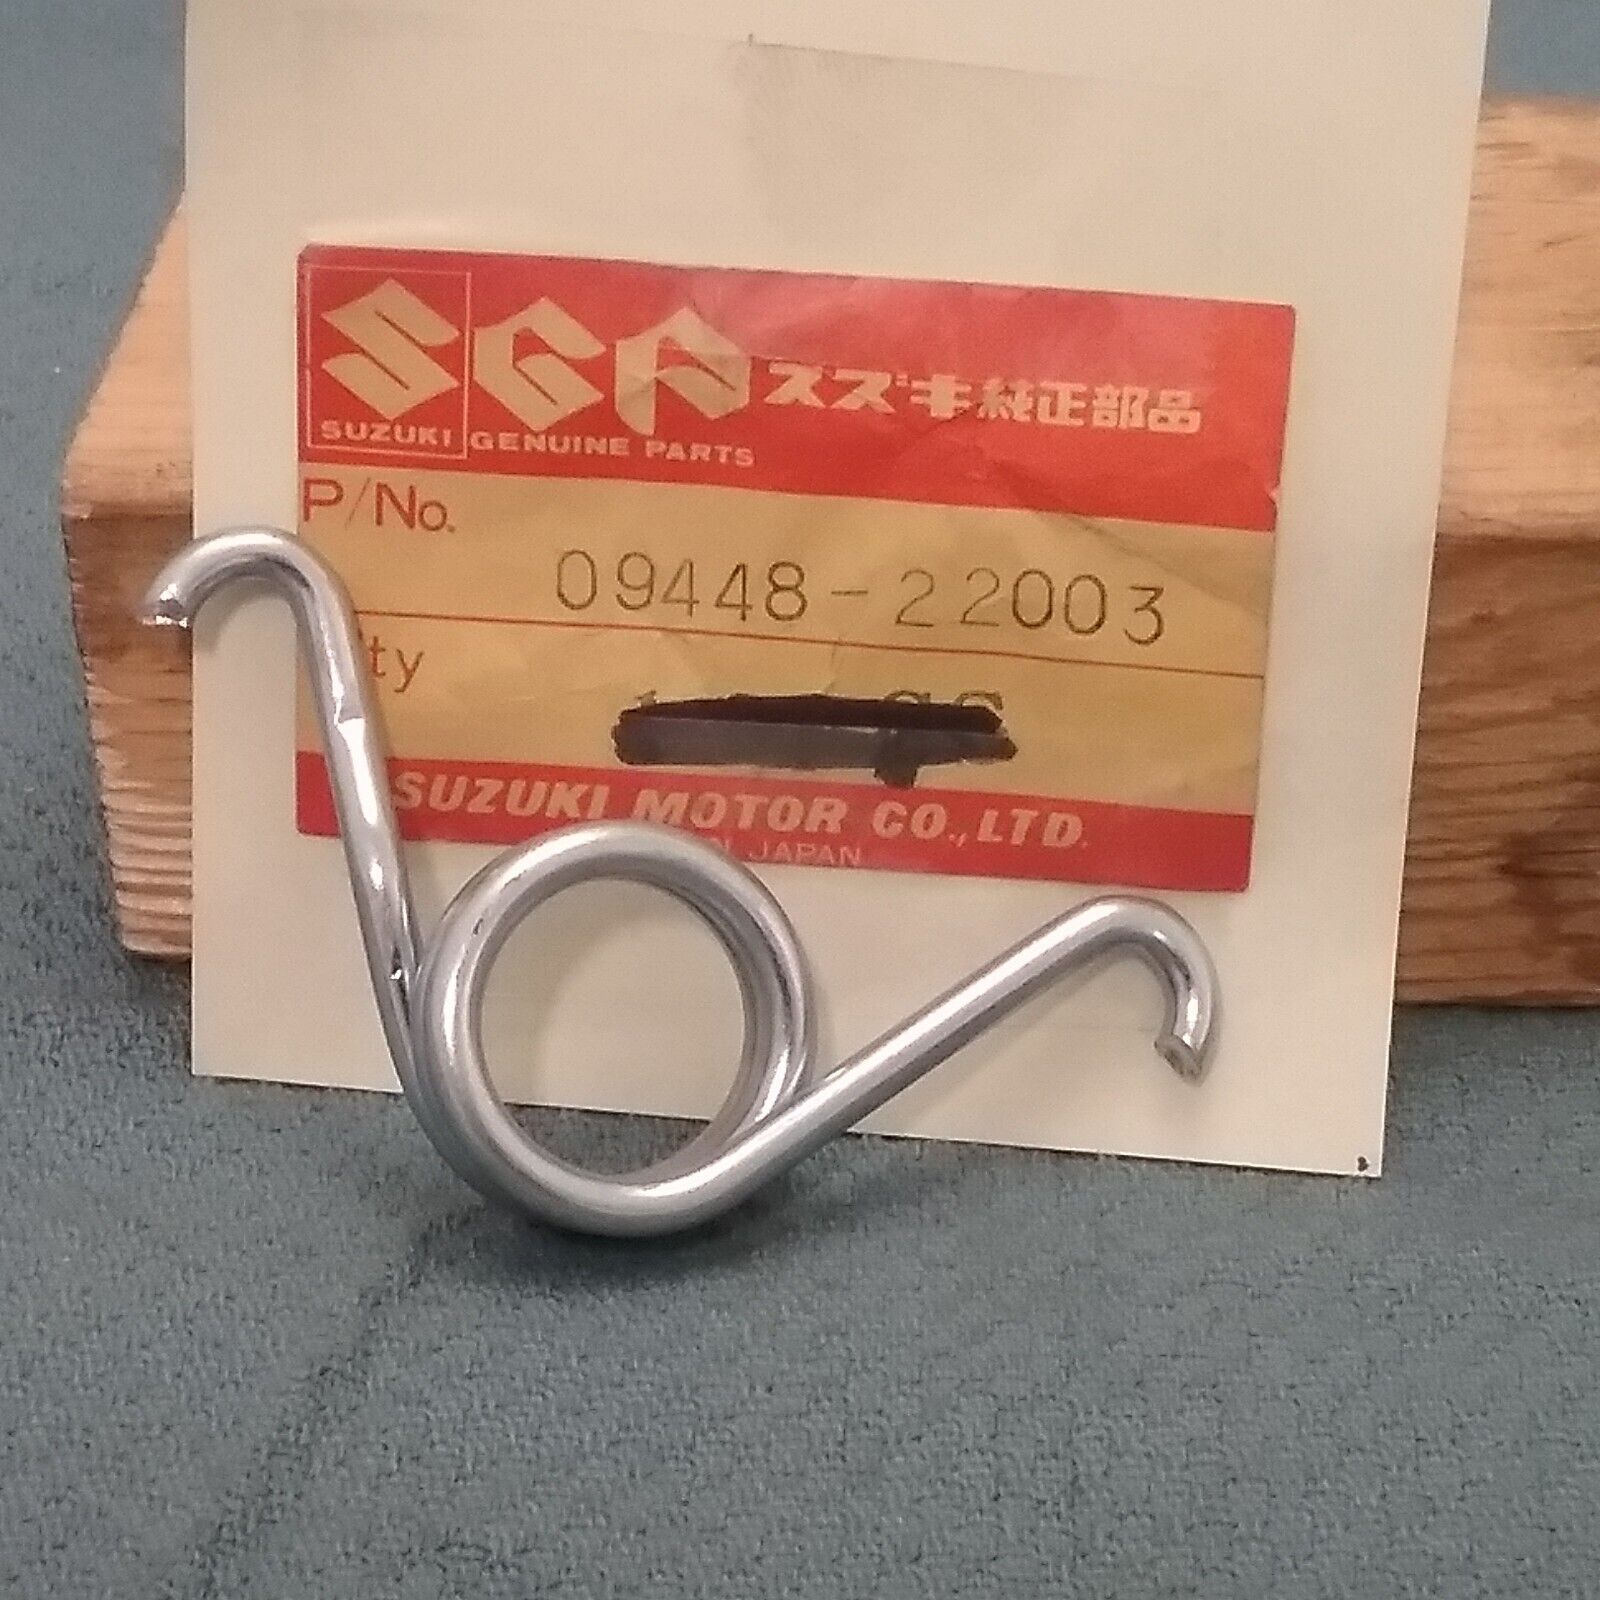 SGP スズキ純正部品
SUZUKI GENUINE PARTS
P/No.
09448-22003
ty
SUZUKI MOTOR CO., LTD.
JAPAN